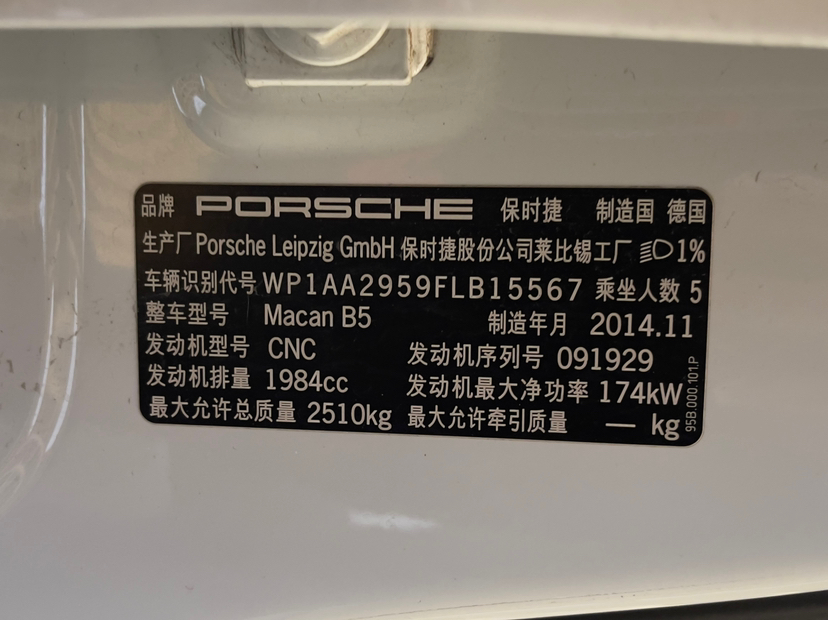 品牌 PORSCHE 保时捷 制造国 德国
生产厂 Porsche Leipzig GmbH 保时捷股份公司莱比锡工厂 1%
车辆识别代号 WP1AA2959FLB15567 乘坐人数 5
整车型号 Macan B5 制造年月 2014.11
发动机型号 CNC 发动机序列号 091929
发动机排量 1984cc 发动机最大净功率 174kW
最大允许总质量 2510kg 最大允许牵引质量 — kg
95B.000.101.P